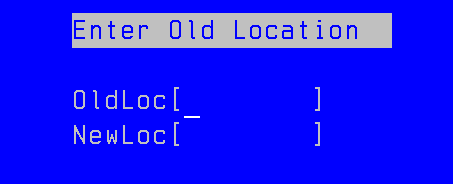 Enter Old Location
OldLoc[_        ]
NewLoc[         ]